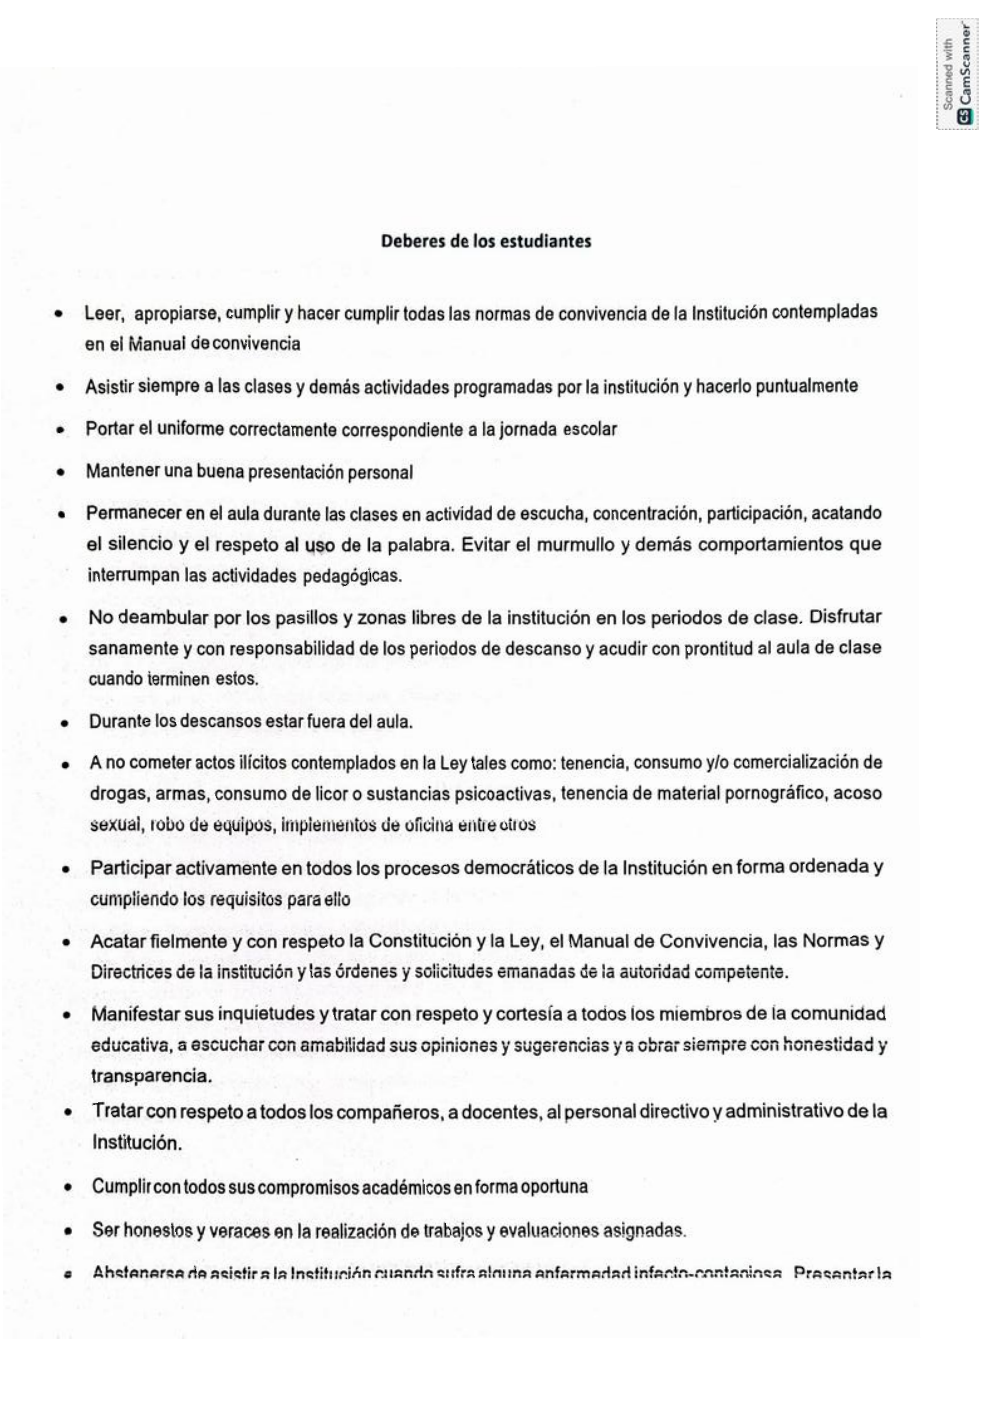 Scanned with
CS CamScanner
Deberes de los estudiantes
• Leer, apropiarse, cumplir y hacer cumplir todas las normas de convivencia de la Institución contempladas
en el Manual de convivencia
• Asistir siempre a las clases y demás actividades programadas por la institución y hacerlo puntualmente
• Portar el uniforme correctamente correspondiente a la jornada escolar
• Mantener una buena presentación personal
• Permanecer en el aula durante las clases en actividad de escucha, concentración, participación, acatando
el silencio y el respeto al uso de la palabra. Evitar el murmullo y demás comportamientos que
interrumpan las actividades pedagógicas.
• No deambular por los pasillos y zonas libres de la institución en los periodos de clase. Disfrutar
sanamente y con responsabilidad de los periodos de descanso y acudir con prontitud al aula de clase
cuando terminen estos.
• Durante los descansos estar fuera del aula.
• A no cometer actos ilícitos contemplados en la Ley tales como: tenencia, consumo y/o comercialización de
drogas, armas, consumo de licor o sustancias psicoactivas, tenencia de material pornográfico, acoso
sexual, robo de equipos, implementos de oficina entre otros
• Participar activamente en todos los procesos democráticos de la Institución en forma ordenada y
cumpliendo los requisitos para ello
• Acatar fielmente y con respeto la Constitución y la Ley, el Manual de Convivencia, las Normas y
Directrices de la institución y las órdenes y solicitudes emanadas de la autoridad competente.
• Manifestar sus inquietudes y tratar con respeto y cortesía a todos los miembros de la comunidad
educativa, a escuchar con amabilidad sus opiniones y sugerencias y a obrar siempre con honestidad y
transparencia.
• Tratar con respeto a todos los compañeros, a docentes, al personal directivo y administrativo de la
Institución.
• Cumplir con todos sus compromisos académicos en forma oportuna
• Ser honestos y veraces en la realización de trabajos y evaluaciones asignadas.
• Abstenerse de asistir a la Institución cuando sufra alguna enfermedad infecto-contagiosa Presentar la